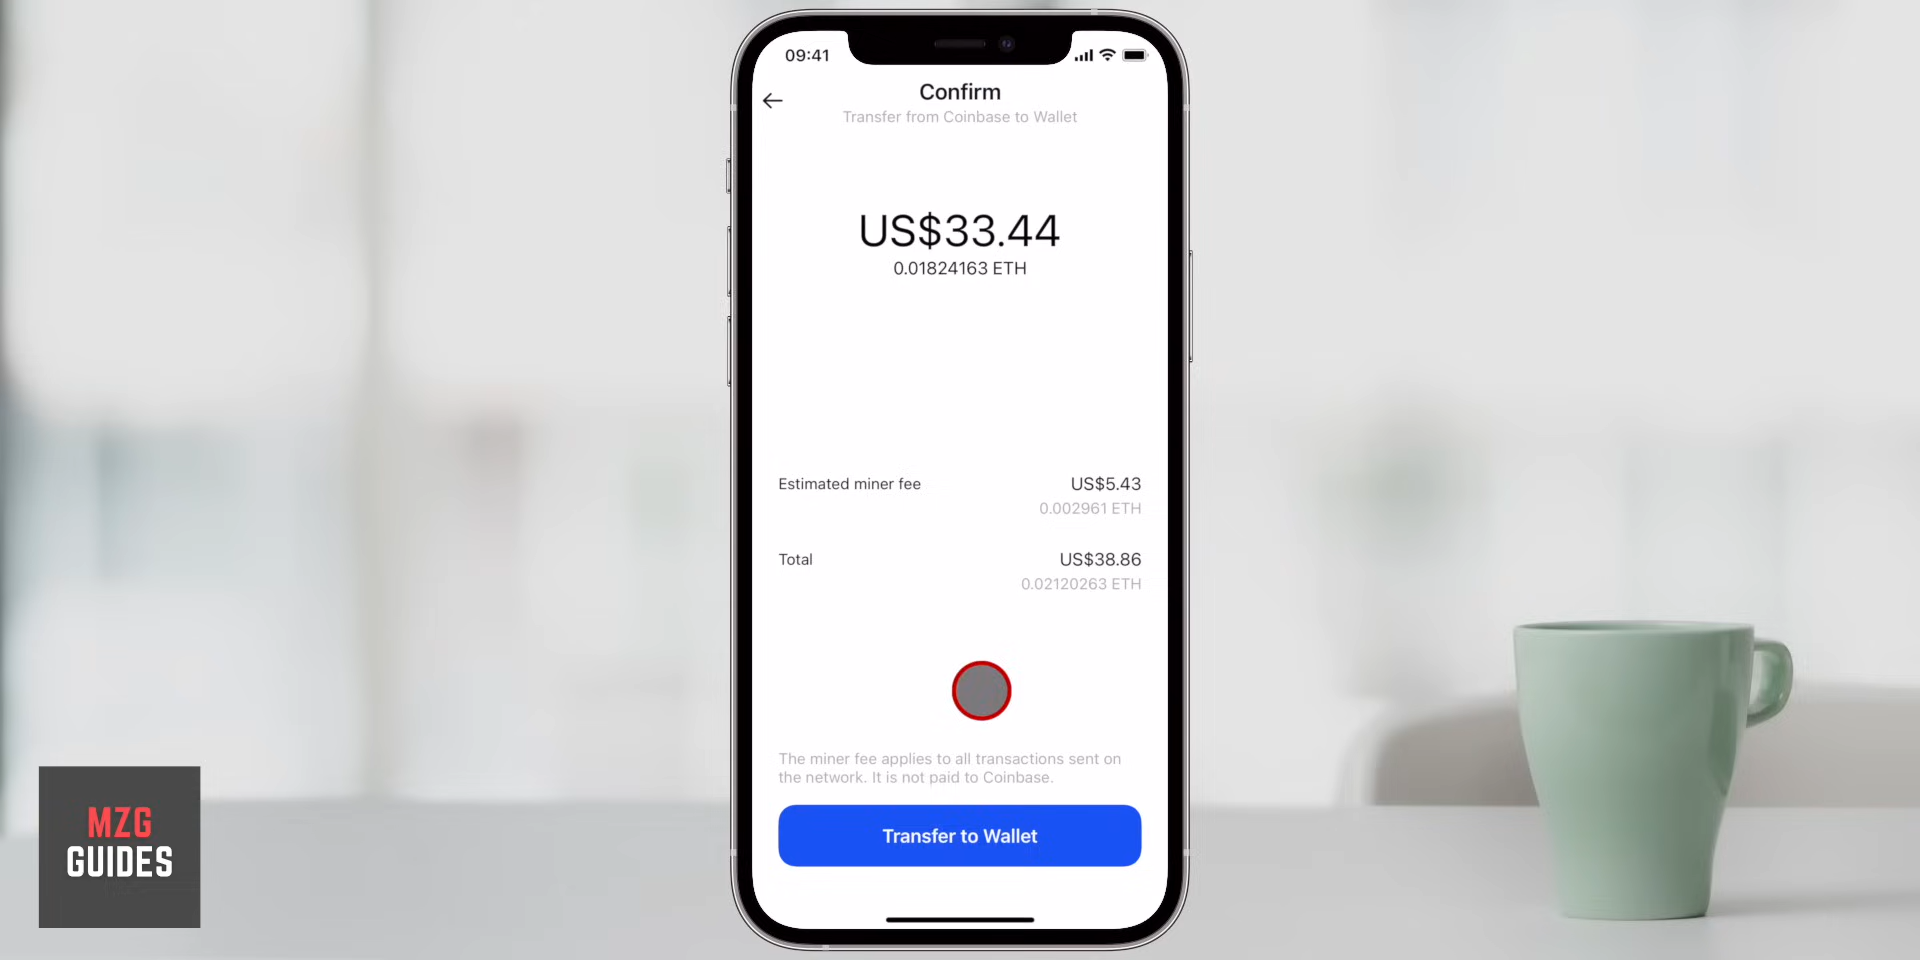 09:41
Confirm
Transfer from Coinbase to Wallet
US$33.44
0.01824163 ETH
Estimated miner fee
US$5.43
0.002961 ETH
Total
US$38.86
0.02120263 ETH
The miner fee applies to all transactions sent on
the network. It is not paid to Coinbase.
Transfer to Wallet
MZG
GUIDES